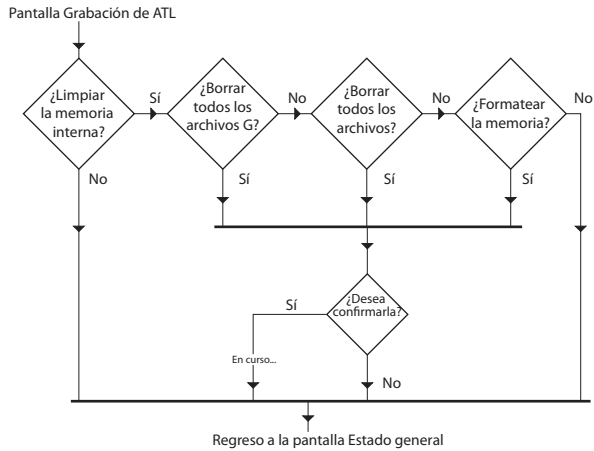 Pantalla Grabación de ATL
¿Limpiar
la memoria
interna?
Sí
¿Borrar
todos los
archivos G?
No
¿Borrar
todos los
archivos?
No
¿Formatear
la memoria?
No
No
Sí
Sí
Sí
¿Desea
confirmarla?
Sí
En curso...
No
Regreso a la pantalla Estado general